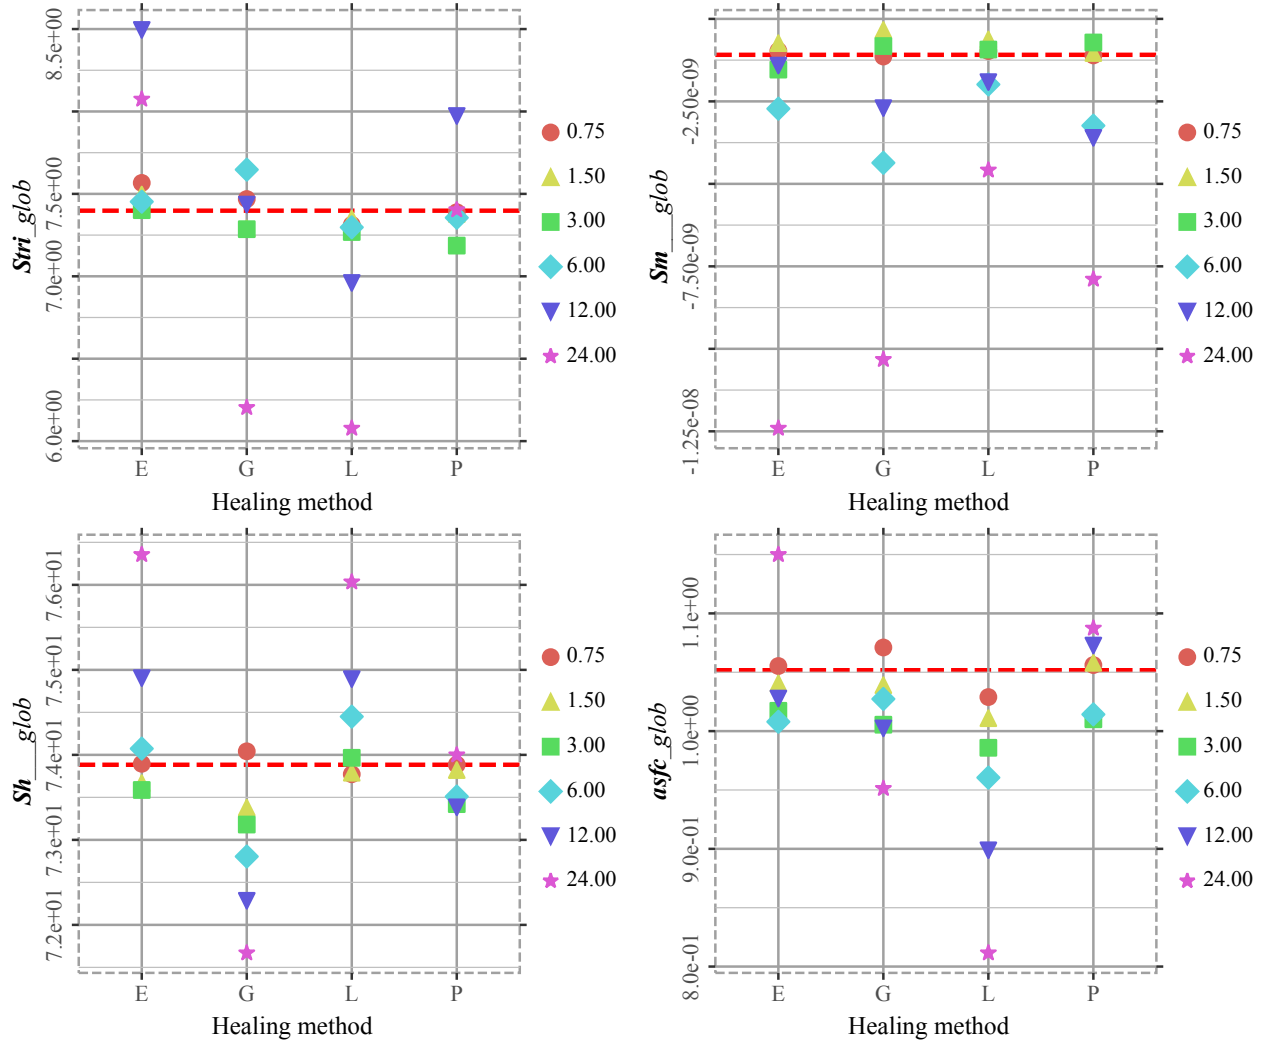 Stri_glob
8.5e+00
7.5e+00
7.0e+00
6.0e+00
E G L P
Healing method
0.75
1.50
3.00
6.00
12.00
24.00
Sm__glob
-2.50e-09
-7.50e-09
-1.25e-08
E G L P
Healing method
0.75
1.50
3.00
6.00
12.00
24.00
Sh__glob
7.6e+01
7.5e+01
7.4e+01
7.3e+01
7.2e+01
E G L P
Healing method
0.75
1.50
3.00
6.00
12.00
24.00
asfc_glob
1.1e+00
1.0e+00
9.0e-01
8.0e-01
E G L P
Healing method
0.75
1.50
3.00
6.00
12.00
24.00